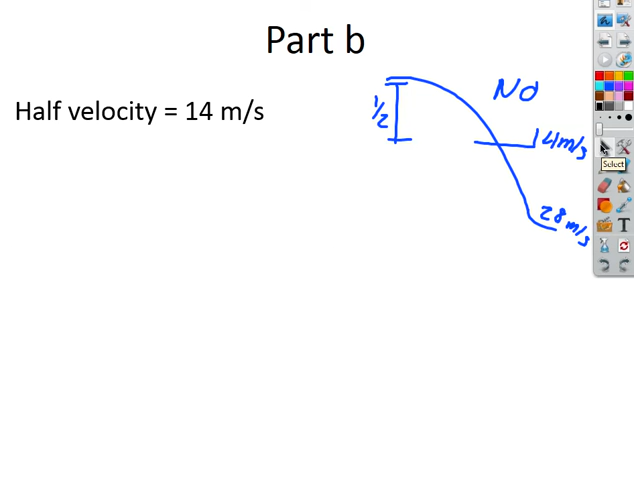 Part b
Half velocity = 14 m/s
NO
1/2
14m/s
28 m/s
Select
T